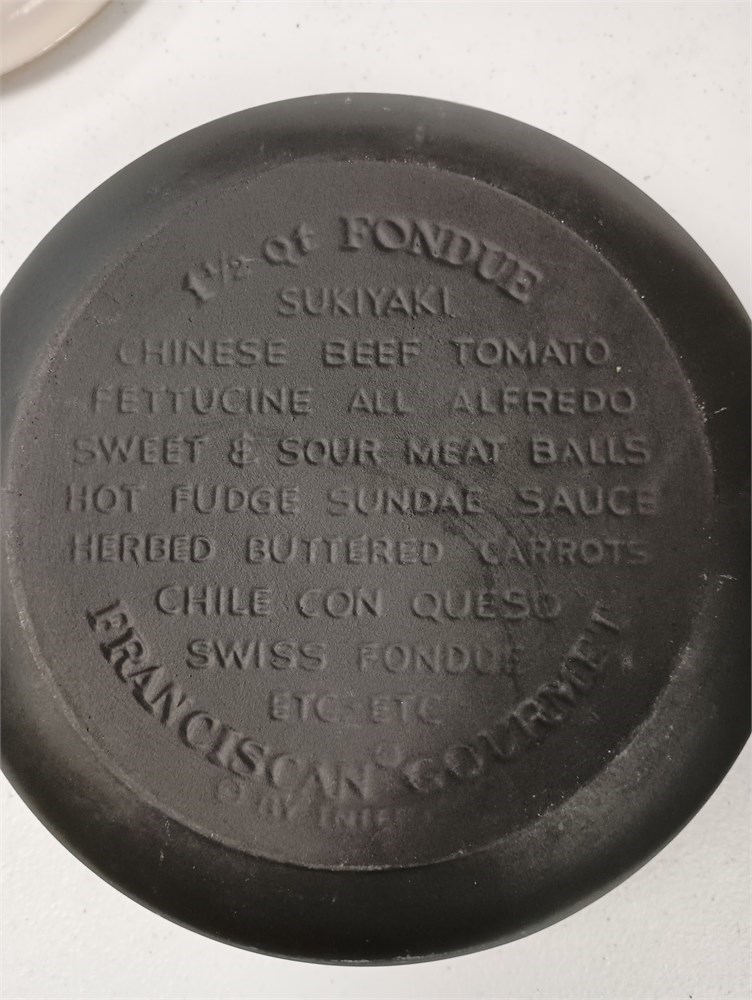 1½ Qt FONDUE
SUKIYAKI
CHINESE BEEF TOMATO
FETTUCINE ALL ALFREDO
SWEET & SOUR MEAT BALLS
HOT FUDGE SUNDAE SAUCE
HERBED BUTTERED CARROTS
CHILE CON QUESO
SWISS FONDUE
ETC ETC
FRANCISCAN GOURMET
© BY